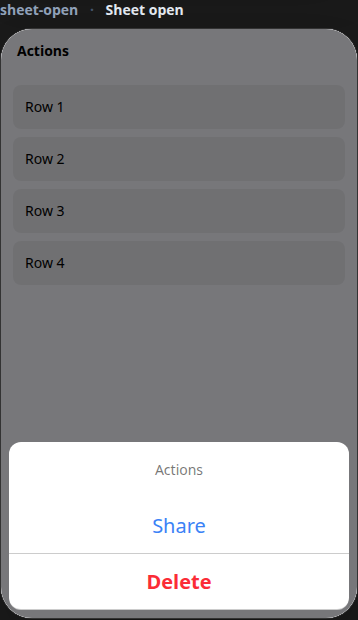 sheet-open · Sheet open
Actions
Row 1
Row 2
Row 3
Row 4
Actions
Share
Delete